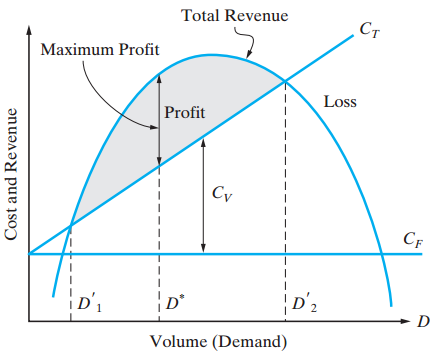 Total Revenue
C_T
Maximum Profit
Profit
Loss
Cost and Revenue
C_V
C_F
D'_1
D*
D'_2
D
Volume (Demand)